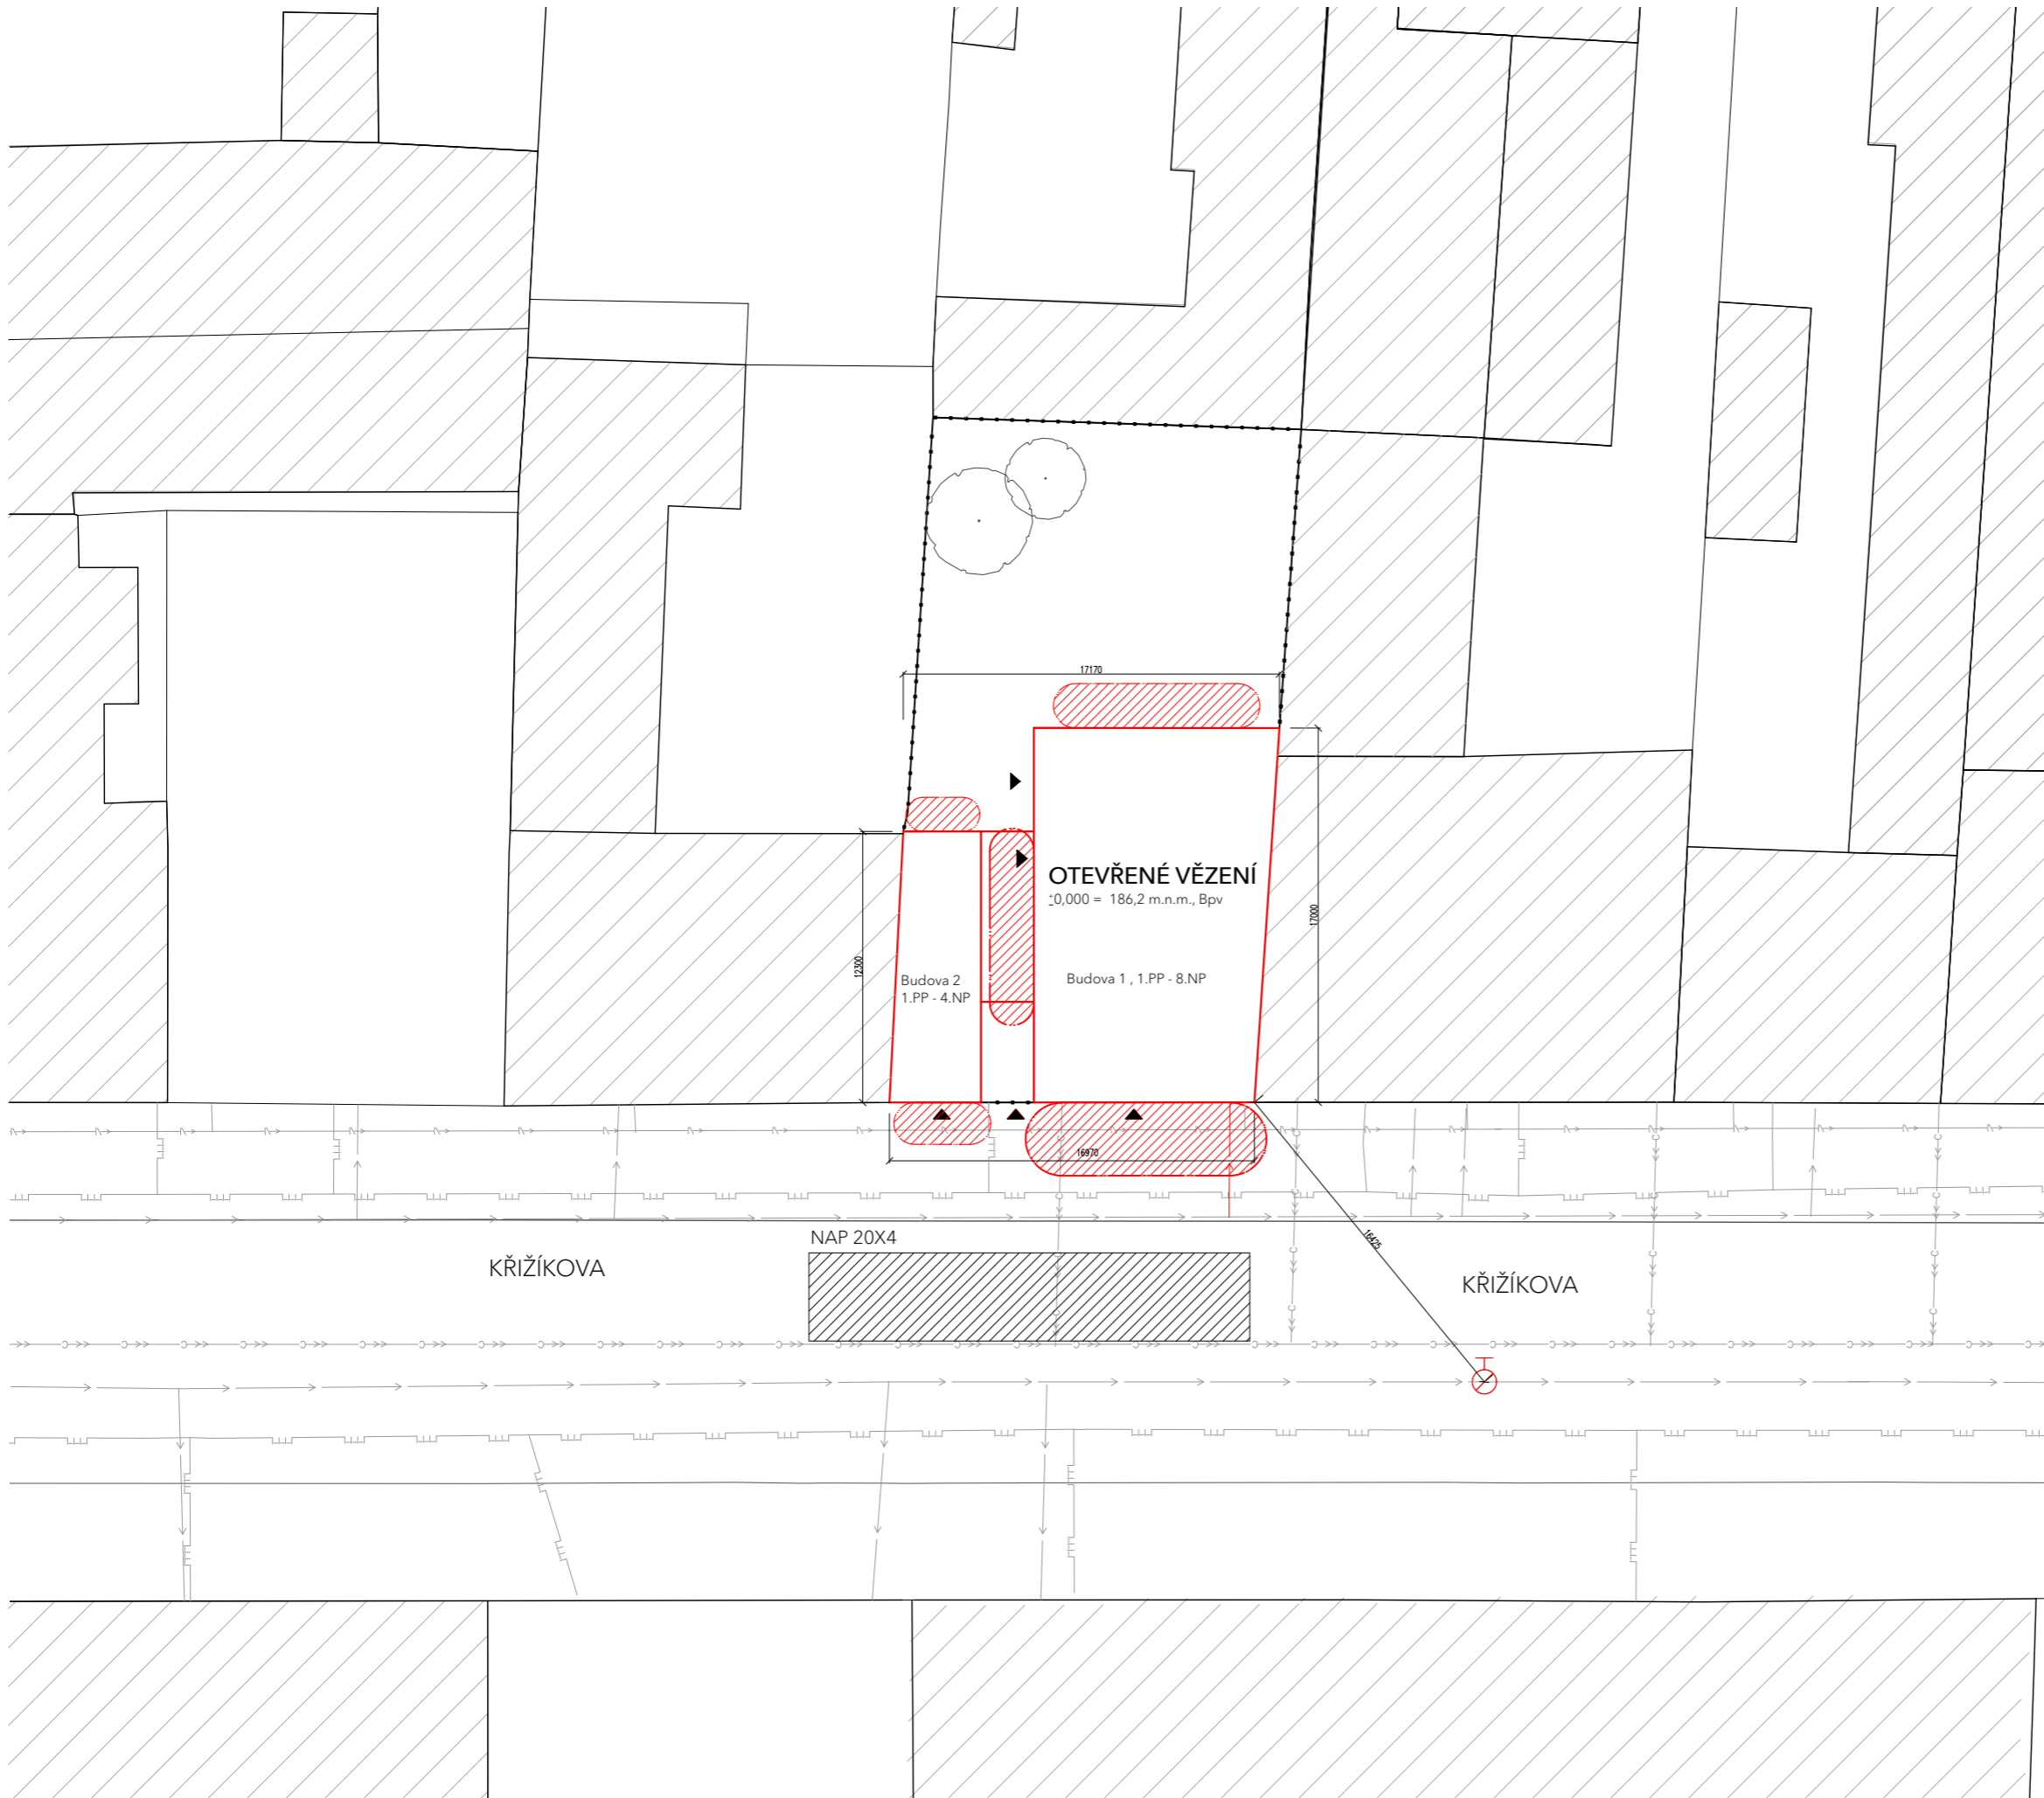 17170
OTEVŘENÉ VĚZENÍ
±0,000 = 186,2 m.n.m., Bpv
17000
12300
Budova 2
1.PP - 4.NP
Budova 1 , 1.PP - 8.NP
16970
NAP 20X4
16425
KŘIŽÍKOVA
KŘIŽÍKOVA